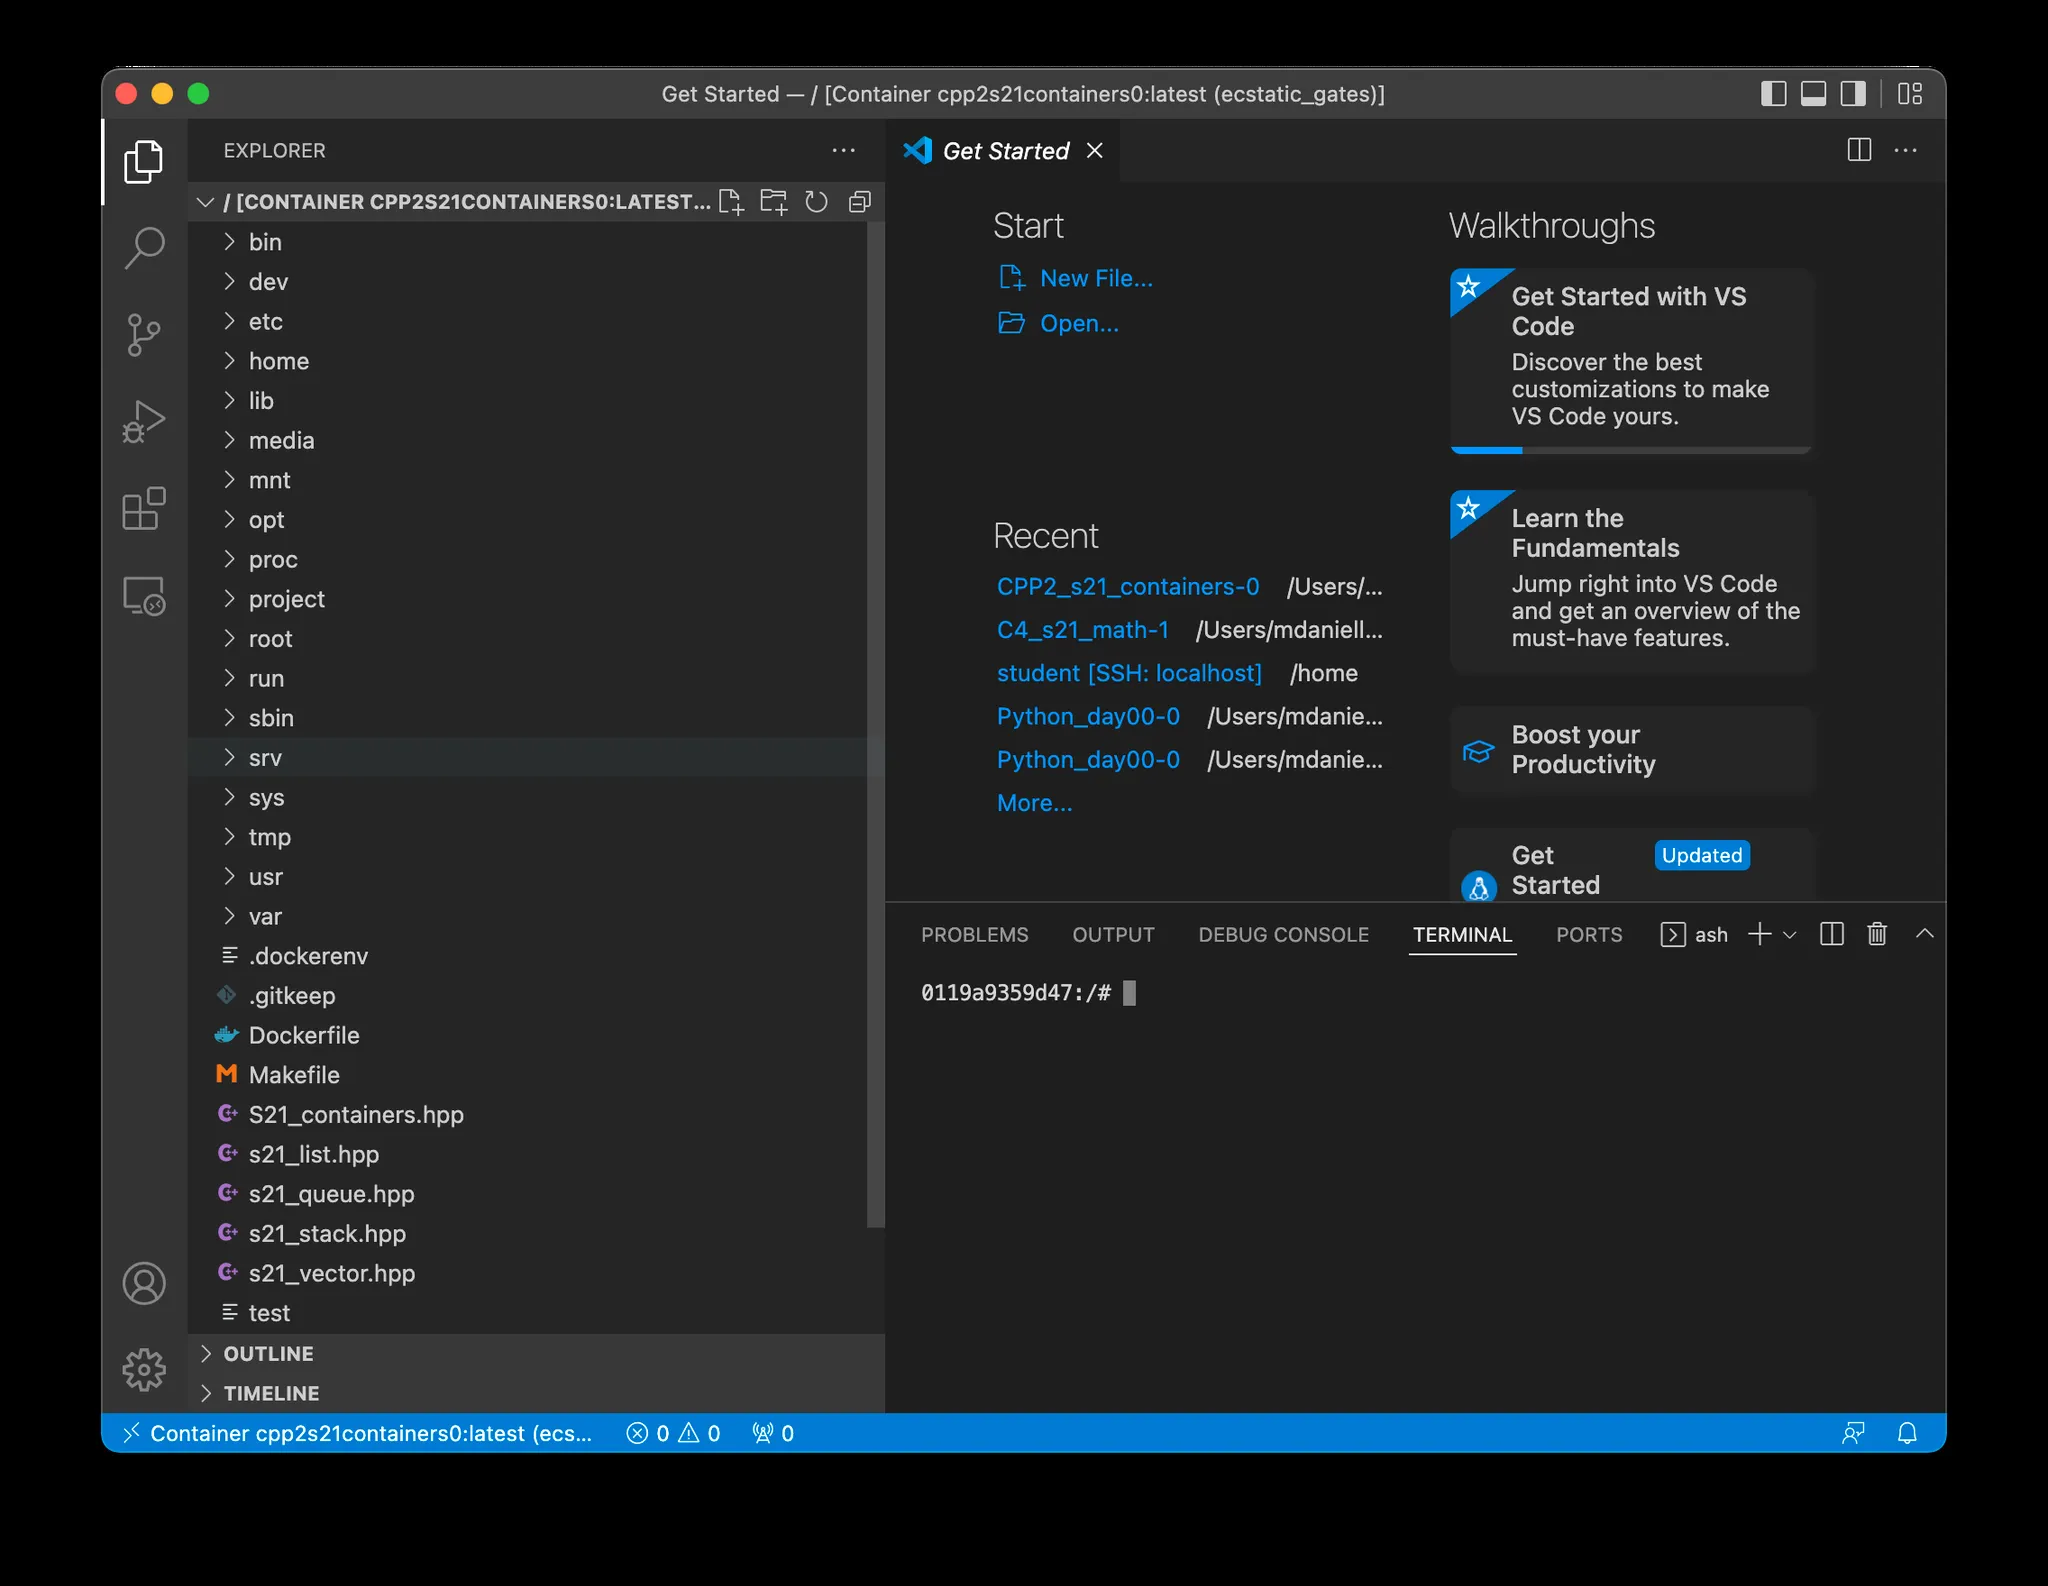 Get Started — / [Container cpp2s21containers0:latest (ecstatic_gates)]
EXPLORER
/ [CONTAINER CPP2S21CONTAINERS0:LATEST...
bin
dev
etc
home
lib
media
mnt
opt
proc
project
root
run
sbin
srv
sys
tmp
usr
var
.dockerenv
.gitkeep
Dockerfile
Makefile
S21_containers.hpp
s21_list.hpp
s21_queue.hpp
s21_stack.hpp
s21_vector.hpp
test
OUTLINE
TIMELINE
Get Started
Start
New File...
Open...
Recent
CPP2_s21_containers-0 /Users/...
C4_s21_math-1 /Users/mdaniell...
student [SSH: localhost] /home
Python_day00-0 /Users/mdanie...
Python_day00-0 /Users/mdanie...
More...
Walkthroughs
Get Started with VS
Code
Discover the best
customizations to make
VS Code yours.
Learn the
Fundamentals
Jump right into VS Code
and get an overview of the
must-have features.
Boost your
Productivity
Get
Started
Updated
PROBLEMS OUTPUT DEBUG CONSOLE TERMINAL PORTS ash
0119a9359d47:/#
Container cpp2s21containers0:latest (ecs... 0 0 0